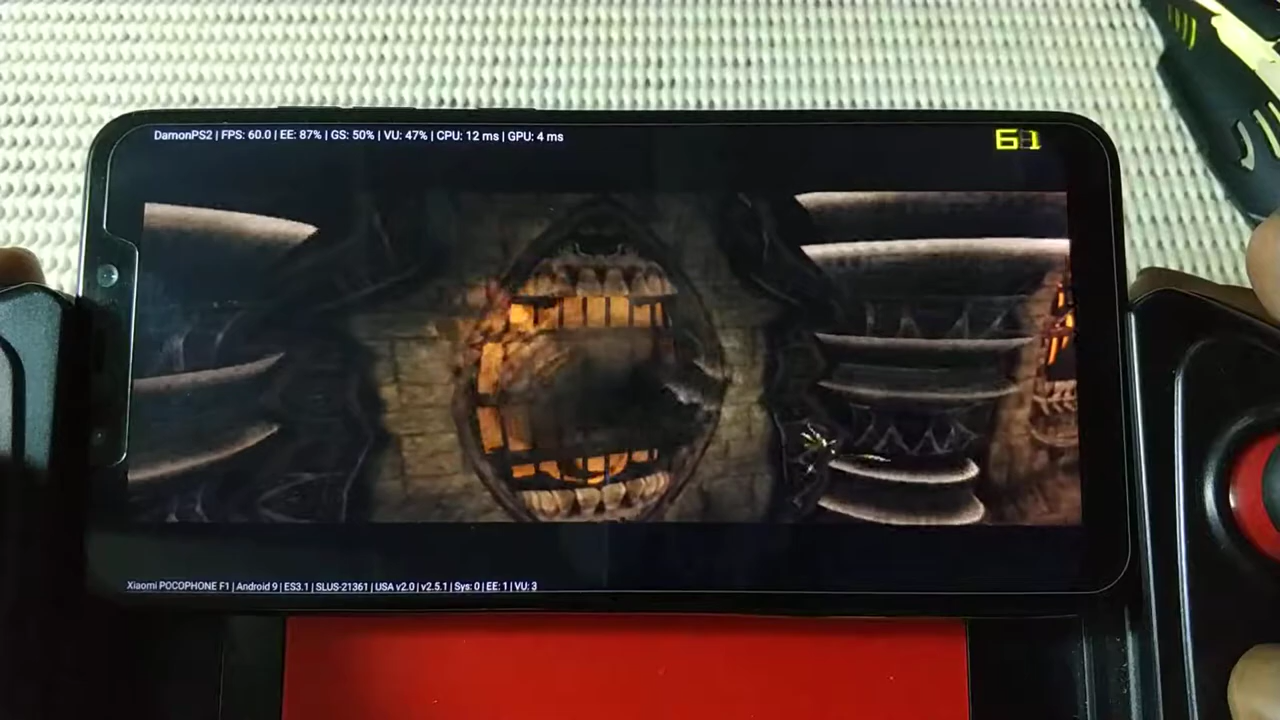 DamonPS2 | FPS: 60.0 | EE: 87% | GS: 50% | VU: 47% | CPU: 12 ms | GPU: 4 ms
61
Xiaomi POCOPHONE F1 | Android 9 | ES3.1 | SLUS-21361 | USA v2.0 | v2.5.1 | Sys: 0 | EE: 1 | VU: 3